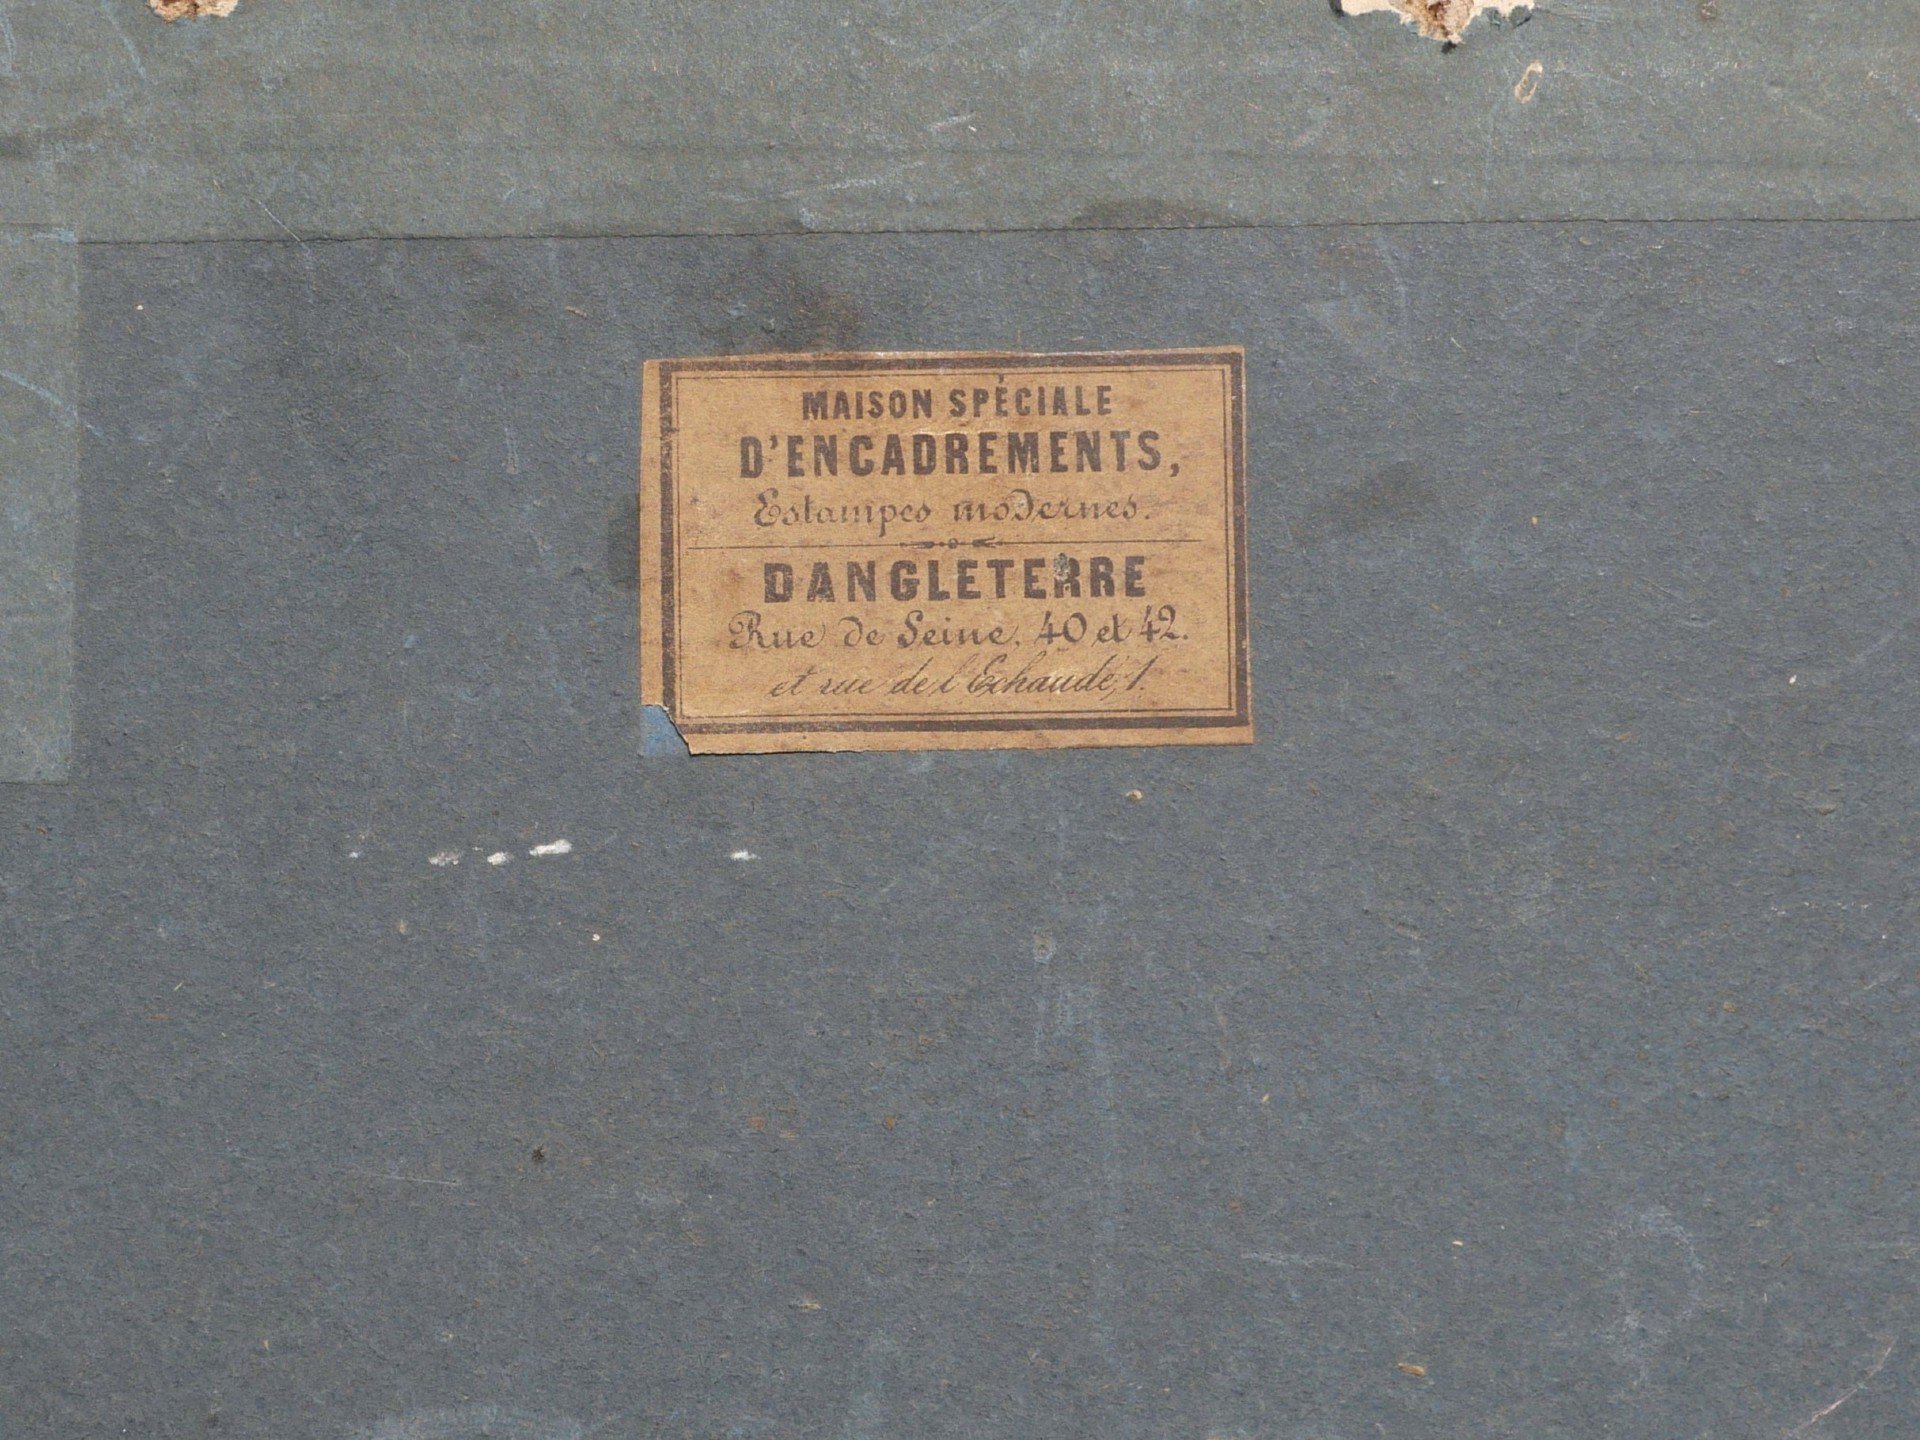 MAISON SPÉCIALE
D'ENCADREMENTS,
Estampes modernes.
DANGLETERRE
Rue de Seine, 40 et 42.
et rue de l'Echaudé, 1.